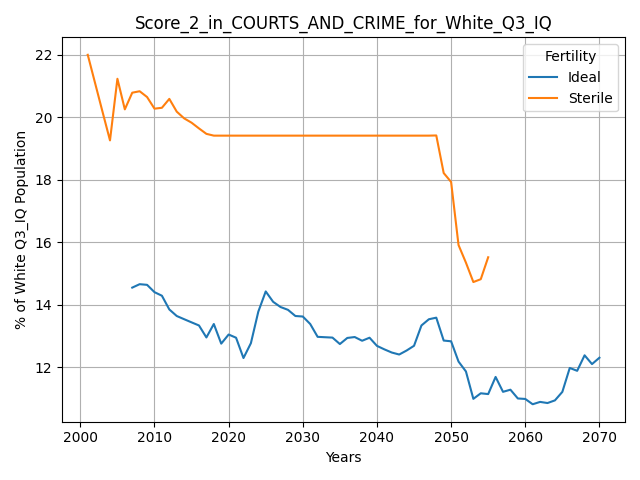 Score_2_in_COURTS_AND_CRIME_for_White_Q3_IQ
Fertility
Ideal
Sterile
% of White Q3_IQ Population
22
20
18
16
14
12
2000 2010 2020 2030 2040 2050 2060 2070
Years